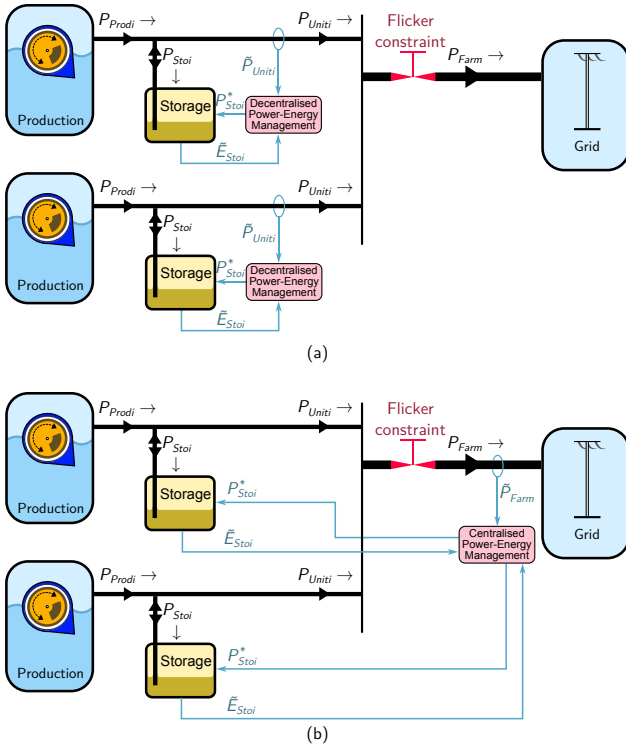 P_Prodi →
P_Uniti →
Flicker
constraint
P_Farm →
P_Stoi
↓
P̃_Uniti
Storage
P*_Stoi
Decentralised
Power-Energy
Management
Production
Grid
Ẽ_Stoi
P_Prodi →
P_Uniti →
P_Stoi
↓
P̃_Uniti
Storage
P*_Stoi
Decentralised
Power-Energy
Management
Production
Ẽ_Stoi
(a)
P_Prodi →
P_Uniti →
Flicker
constraint
P_Farm →
P_Stoi
↓
Storage
P*_Stoi
P̃_Farm
Production
Grid
Ẽ_Stoi
Centralised
Power-Energy
Management
P_Prodi →
P_Uniti →
P_Stoi
↓
Storage
P*_Stoi
Production
Ẽ_Stoi
(b)